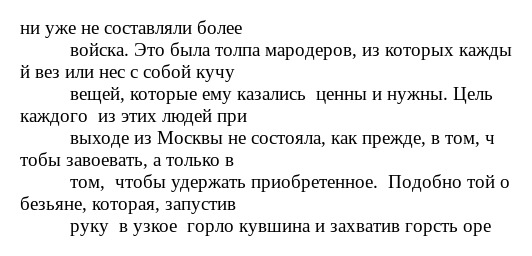 ни уже не составляли более
войска. Это была толпа мародеров, из которых кажды
й вез или нес с собой кучу
вещей, которые ему казались  ценны и нужны. Цель
каждого  из этих людей при
выходе из Москвы не состояла, как прежде, в том, ч
тобы завоевать, а только в
том,  чтобы удержать приобретенное.  Подобно той о
безьяне, которая, запустив
руку  в узкое  горло кувшина и захватив горсть оре